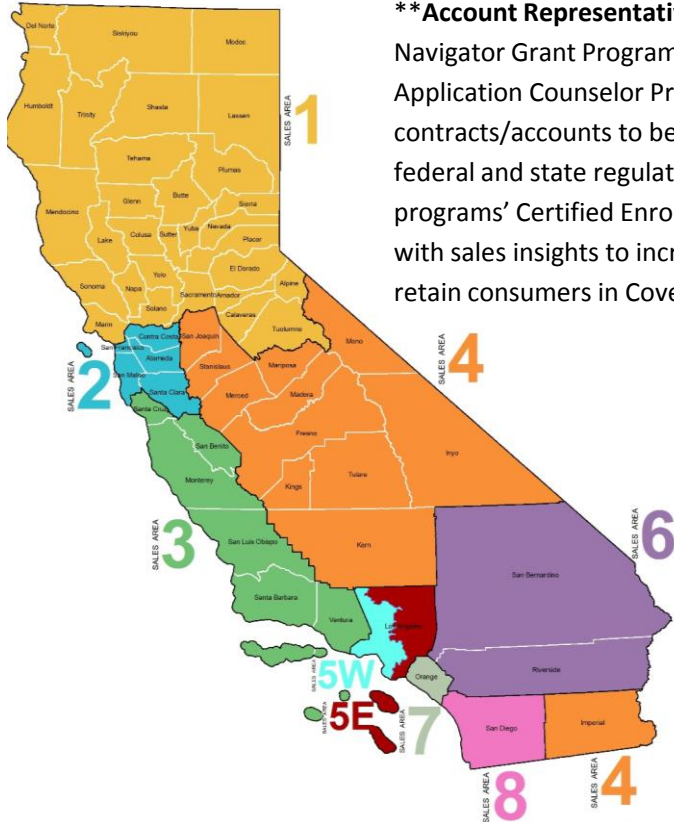 **Account Representativ
Navigator Grant Program
Application Counselor Pr
contracts/accounts to be
federal and state regulat
programs' Certified Enro
with sales insights to incr
retain consumers in Cove
Del Norte
Siskiyou
Modoc
Humboldt
Trinity
Shasta
Lassen
SALES AREA
1
Tehama
Plumas
Mendocino
Glenn
Butte
Sierra
Lake
Colusa
Sutter
Yuba
Nevada
Placer
El Dorado
Yolo
Sonoma
Napa
Solano
Sacramento
Amador
Alpine
Calaveras
Tuolumne
Marin
Contra Costa
San Joaquin
San Francisco
Alameda
San Mateo
Santa Clara
SALES AREA
2
Stanislaus
Mariposa
Mono
SALES AREA
4
Merced
Madera
Santa Cruz
San Benito
Fresno
Inyo
Monterey
Kings
Tulare
SALES AREA
3
San Luis Obispo
Kern
SALES AREA
6
San Bernardino
Santa Barbara
Ventura
Los Angeles
SALES AREA
5W
Orange
Riverside
SALES AREA
5E
SALES AREA
7
San Diego
Imperial
SALES AREA
8
SALES AREA
4